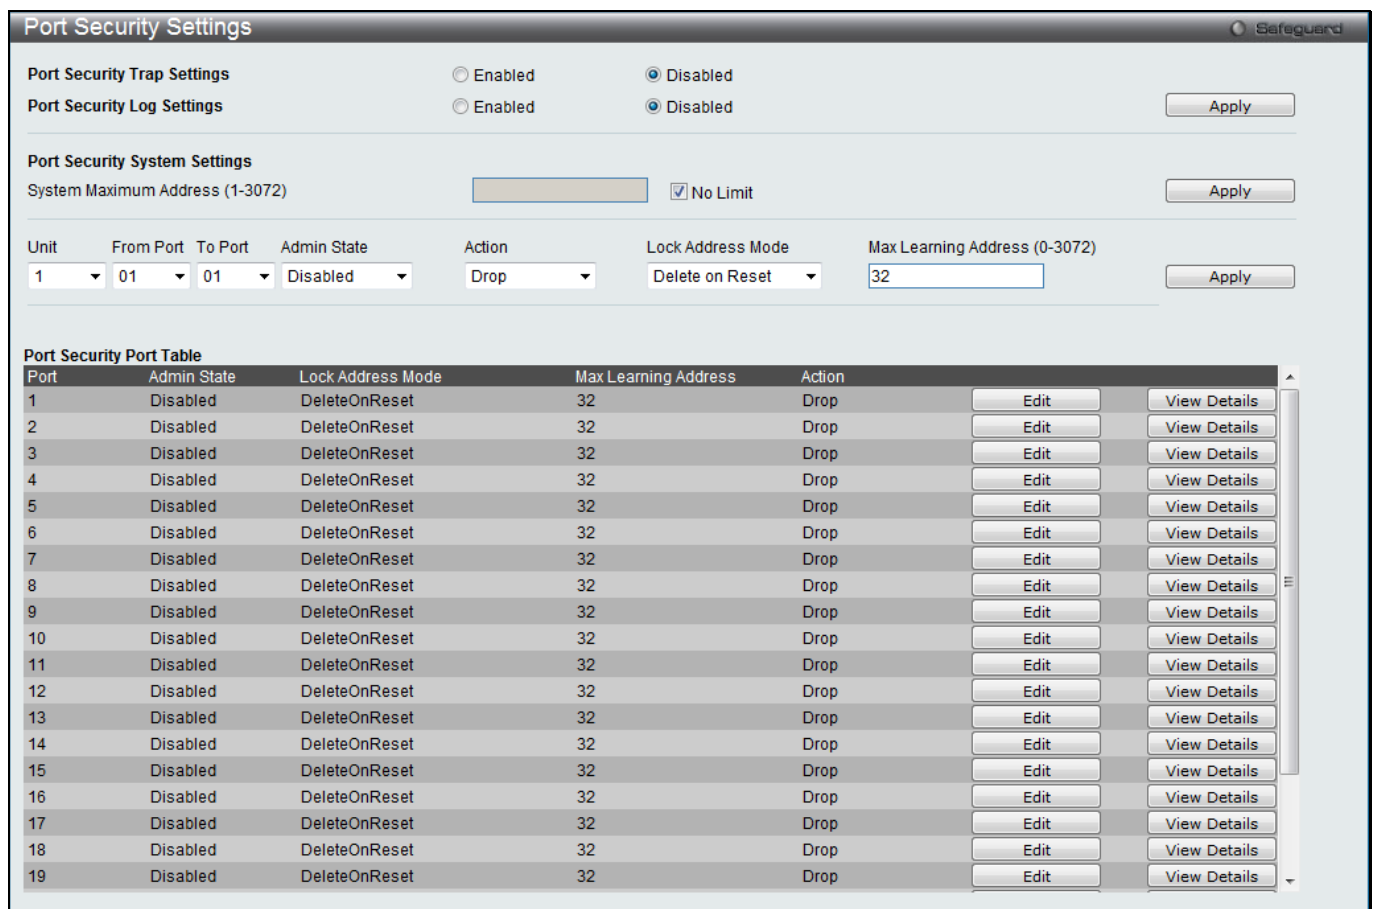 Port Security Settings Safeguard
Port Security Trap Settings Enabled Disabled
Port Security Log Settings Enabled Disabled Apply
Port Security System Settings
System Maximum Address (1-3072) No Limit Apply
Unit From Port To Port Admin State Action Lock Address Mode Max Learning Address (0-3072)
1 01 01 Disabled Drop Delete on Reset 32 Apply
Port Security Port Table
Port Admin State Lock Address Mode Max Learning Address Action
1 Disabled DeleteOnReset 32 Drop Edit View Details
2 Disabled DeleteOnReset 32 Drop Edit View Details
3 Disabled DeleteOnReset 32 Drop Edit View Details
4 Disabled DeleteOnReset 32 Drop Edit View Details
5 Disabled DeleteOnReset 32 Drop Edit View Details
6 Disabled DeleteOnReset 32 Drop Edit View Details
7 Disabled DeleteOnReset 32 Drop Edit View Details
8 Disabled DeleteOnReset 32 Drop Edit View Details
9 Disabled DeleteOnReset 32 Drop Edit View Details
10 Disabled DeleteOnReset 32 Drop Edit View Details
11 Disabled DeleteOnReset 32 Drop Edit View Details
12 Disabled DeleteOnReset 32 Drop Edit View Details
13 Disabled DeleteOnReset 32 Drop Edit View Details
14 Disabled DeleteOnReset 32 Drop Edit View Details
15 Disabled DeleteOnReset 32 Drop Edit View Details
16 Disabled DeleteOnReset 32 Drop Edit View Details
17 Disabled DeleteOnReset 32 Drop Edit View Details
18 Disabled DeleteOnReset 32 Drop Edit View Details
19 Disabled DeleteOnReset 32 Drop Edit View Details